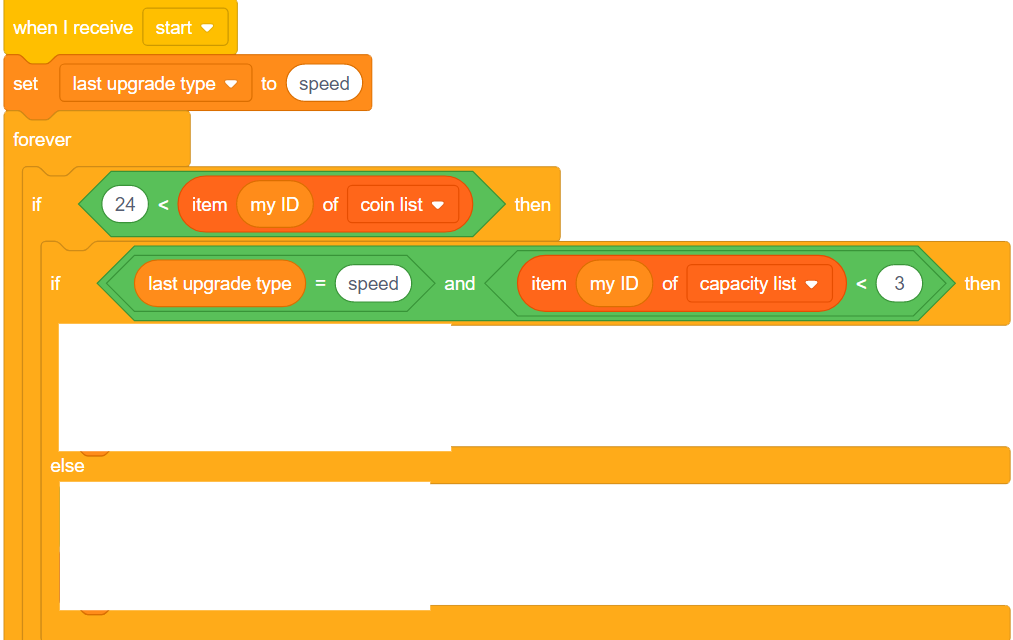 when I receive start
set last upgrade type to speed
forever
if 24 < item my ID of coin list then
if last upgrade type = speed and item my ID of capacity list < 3 then
else